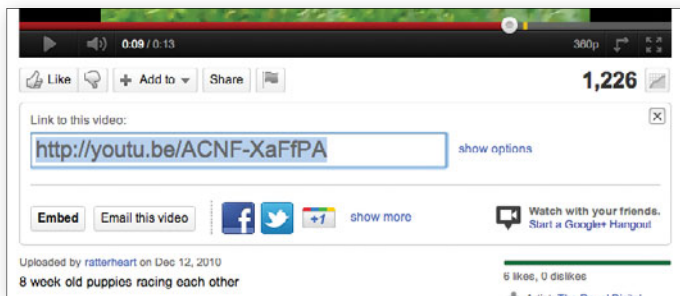 0:09 / 0:13 360p
Like + Add to Share 1,226
Link to this video:
http://youtu.be/ACNF-XaFfPA show options
Embed Email this video f +1 show more Watch with your friends.
Start a Google+ Hangout
Uploaded by ratterheart on Dec 12, 2010
6 likes, 0 dislikes
8 week old puppies racing each other